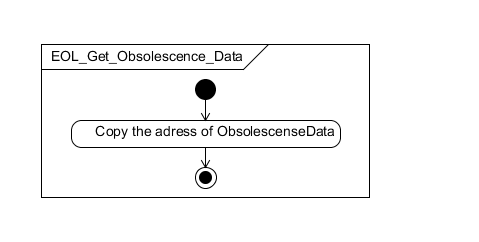 EOL_Get_Obsolescence_Data
Copy the adress of ObsolescenseData